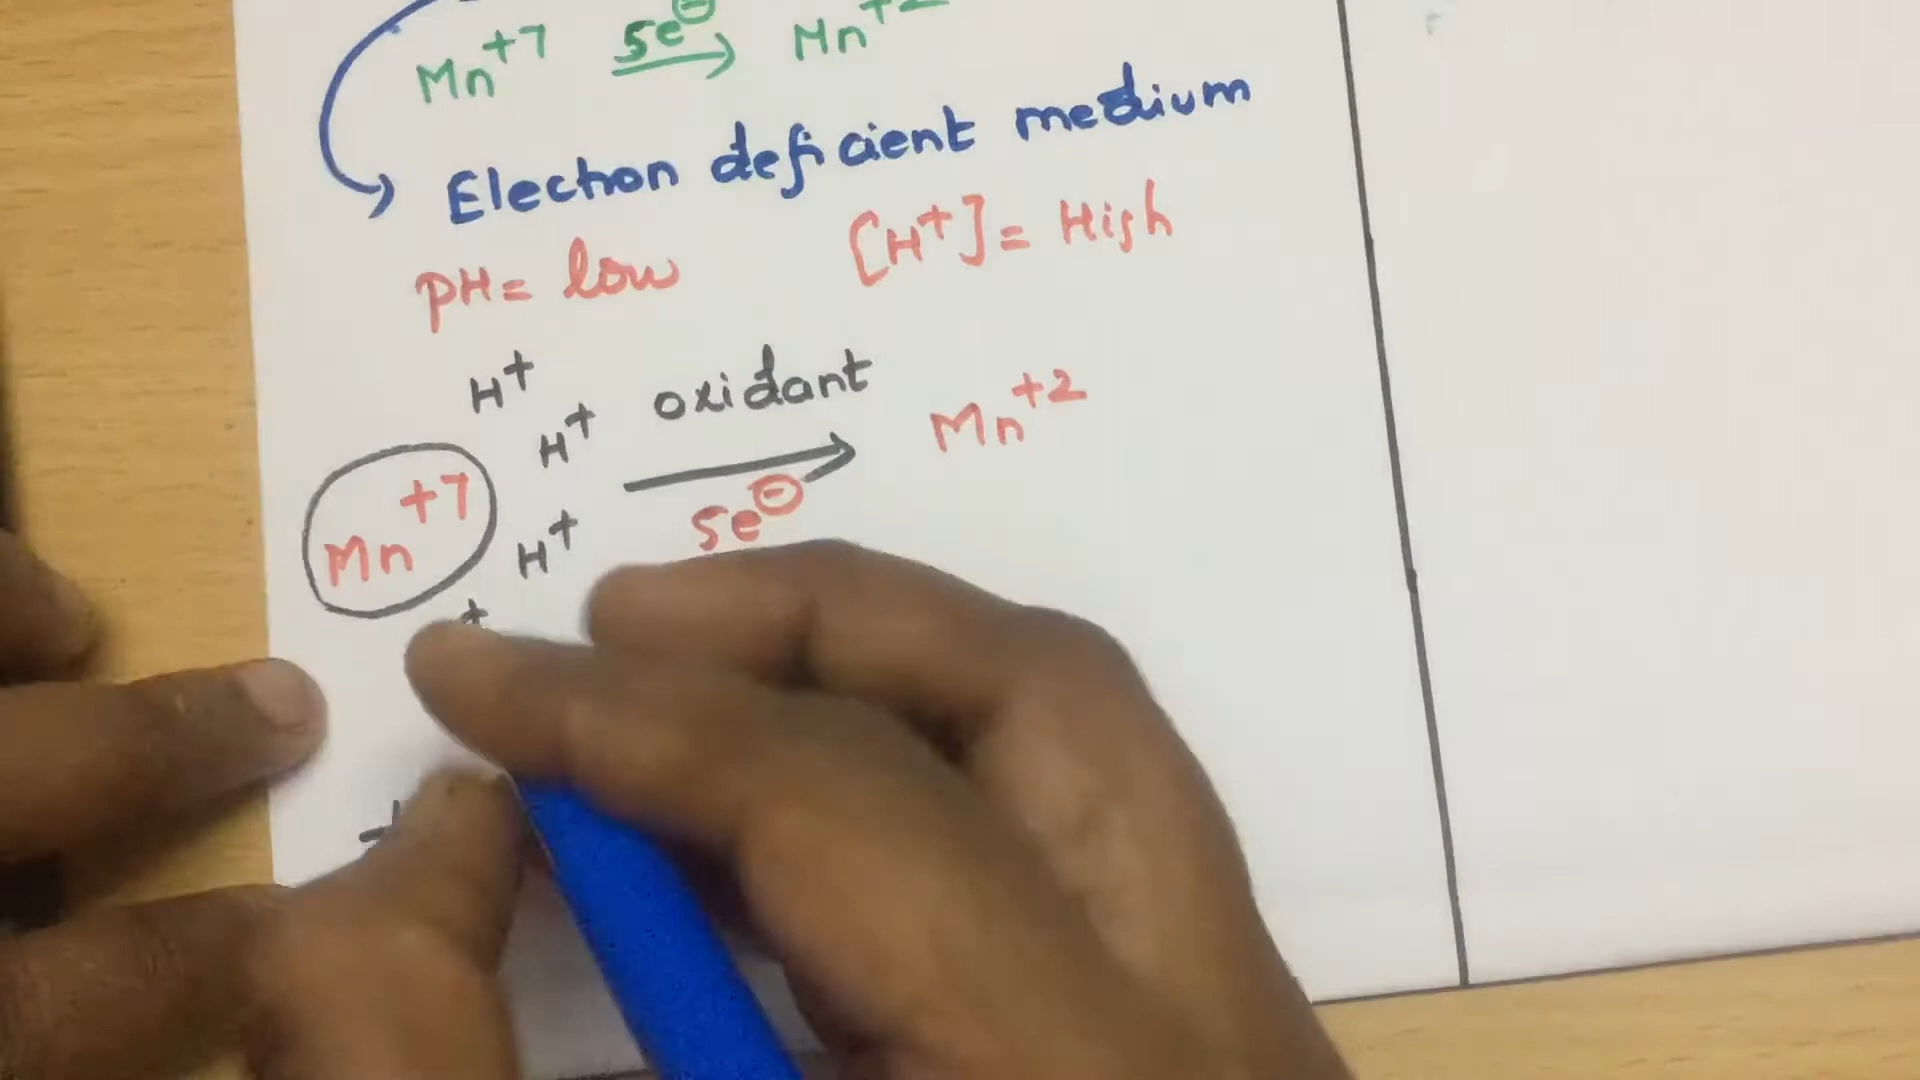 Mn+7 5e⊖ → Mn+2
Electron deficient medium
pH= low [H+]= High
H+
H+ oxidant
Mn+2
Mn+7
5e⊖
H+
+